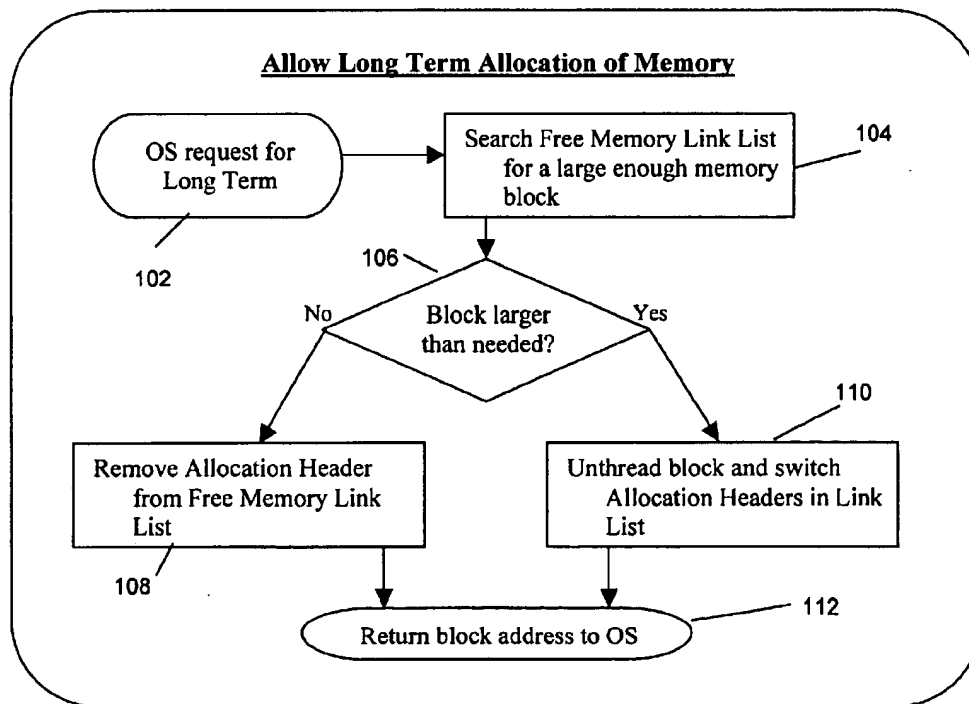 Allow Long Term Allocation of Memory
OS request for
Long Term
102
Search Free Memory Link List
for a large enough memory
block
104
106
No
Block larger
than needed?
Yes
110
Remove Allocation Header
from Free Memory Link
List
108
Unthread block and switch
Allocation Headers in Link
List
Return block address to OS
112